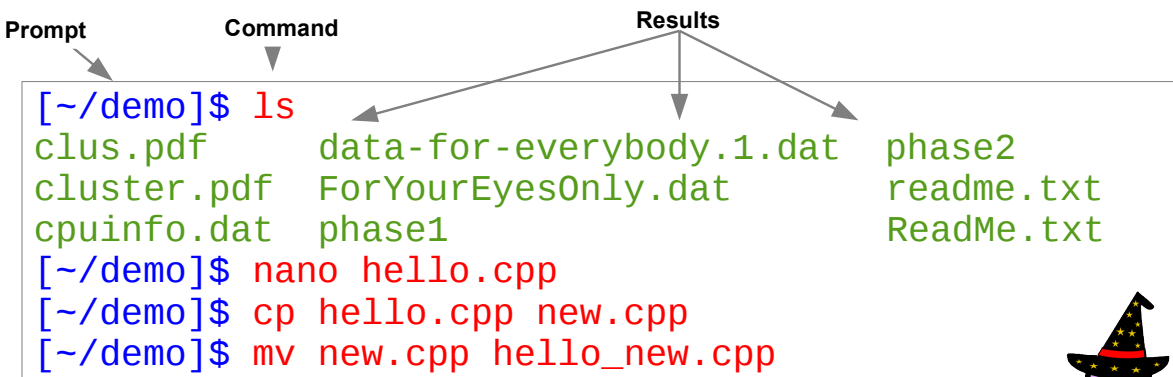 Prompt Command Results
[~/demo]$ ls
clus.pdf data-for-everybody.1.dat phase2
cluster.pdf ForYourEyesOnly.dat readme.txt
cpuinfo.dat phase1 ReadMe.txt
[~/demo]$ nano hello.cpp
[~/demo]$ cp hello.cpp new.cpp
[~/demo]$ mv new.cpp hello_new.cpp